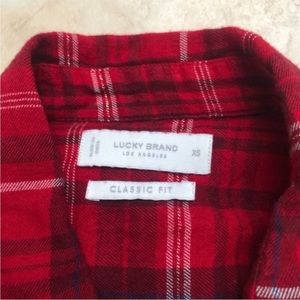 LUCKY BRAND
LOS ANGELES
XS
CLASSIC FIT